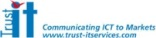 Trust
it
Communicating ICT to Markets
www.trust-itservices.com